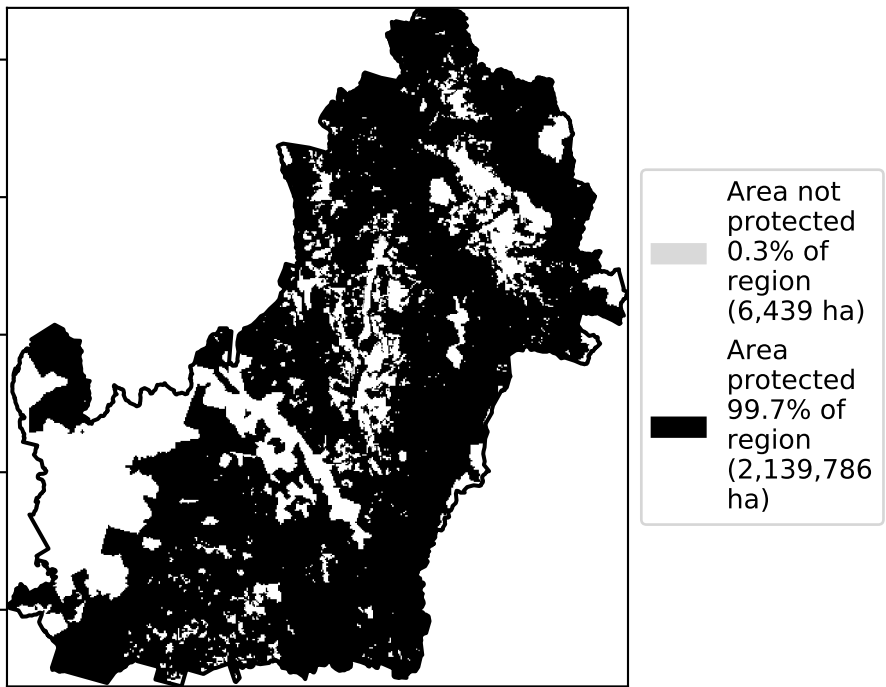 Area not
protected
0.3% of
region
(6,439 ha)
Area
protected
99.7% of
region
(2,139,786
ha)